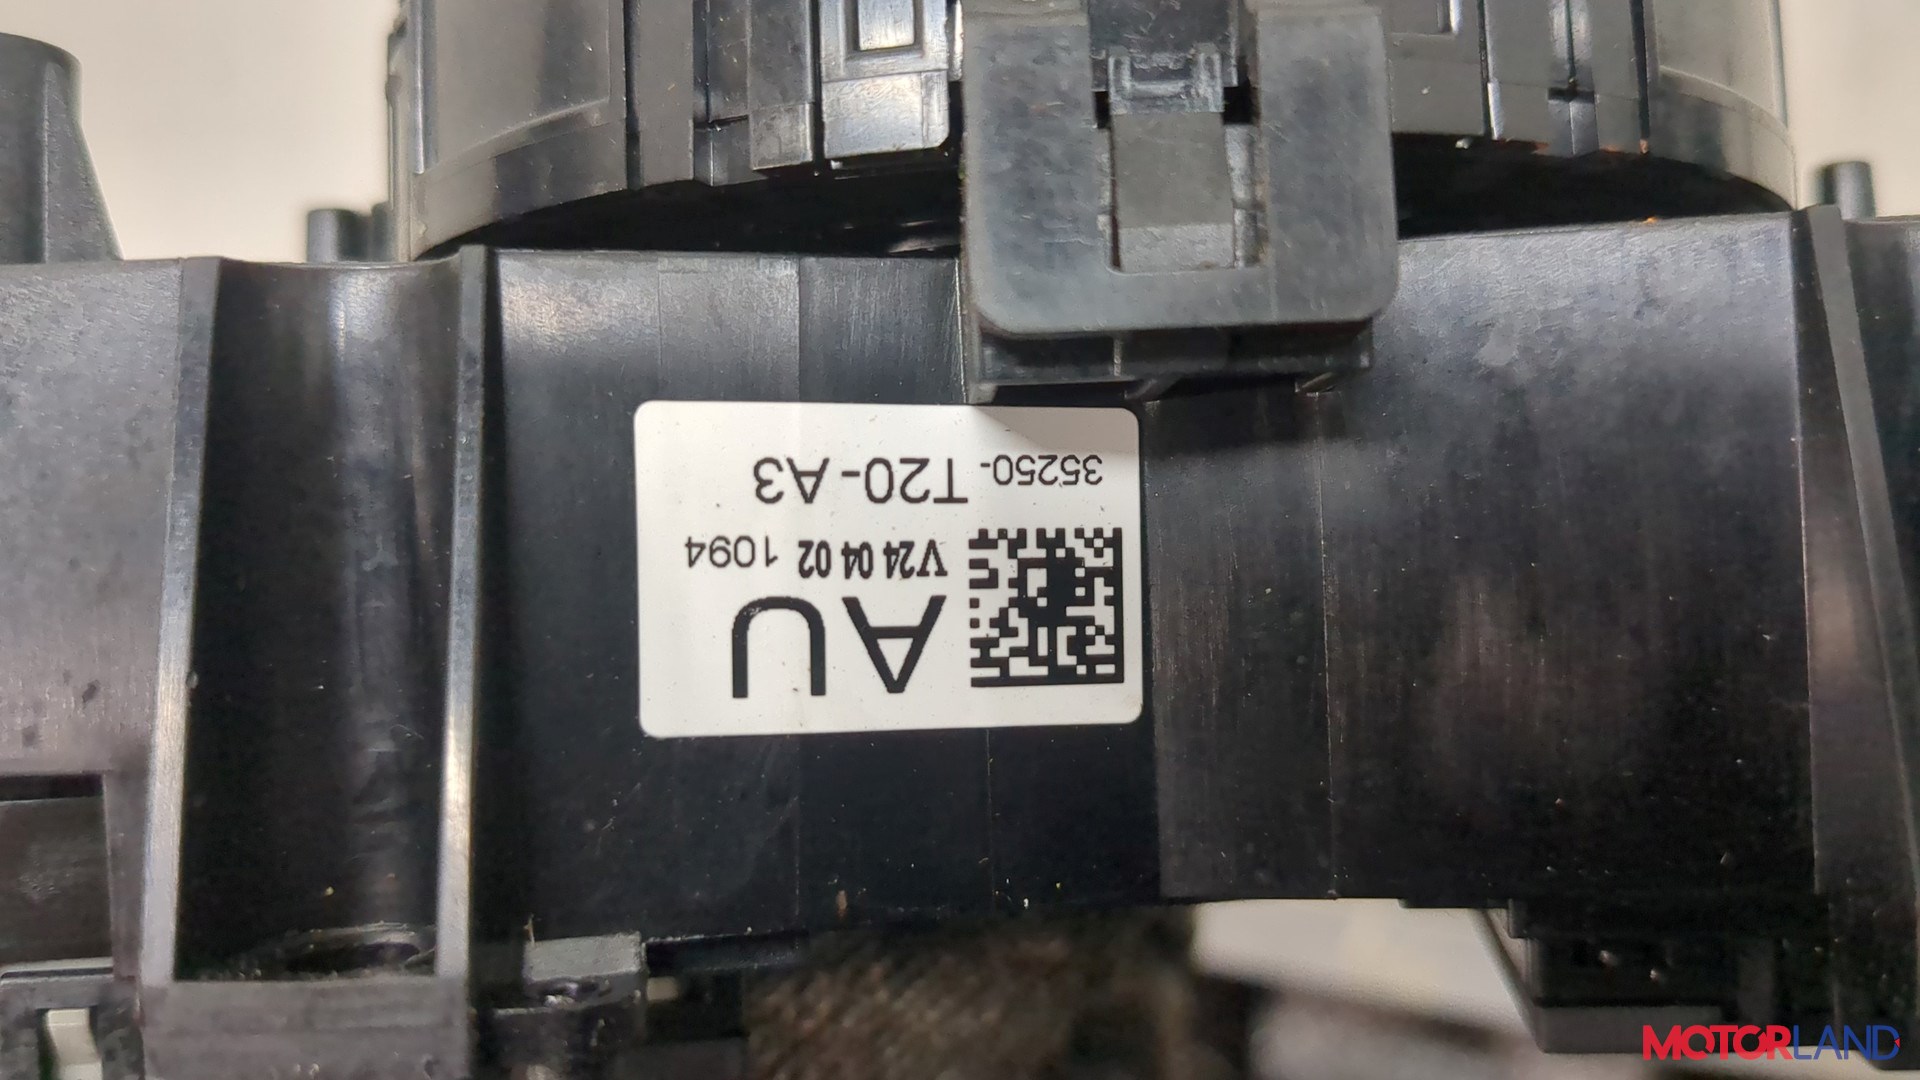 AU
V24 04 02 1094
35250-T20-A3
MOTORLAND